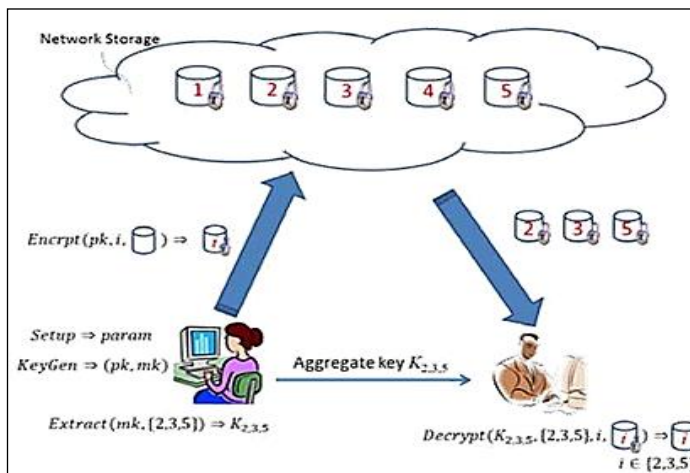 Network Storage
1 2 3 4 5
Encrpt(pk, i, ) ⇒ i
2 3 5
Setup ⇒ param
KeyGen ⇒ (pk, mk)
Aggregate key K2,3,5
Extract(mk, {2,3,5}) ⇒ K2,3,5
Decrypt(K2,3,5, {2,3,5}, i, i ) ⇒ i
i ∈ {2,3,5